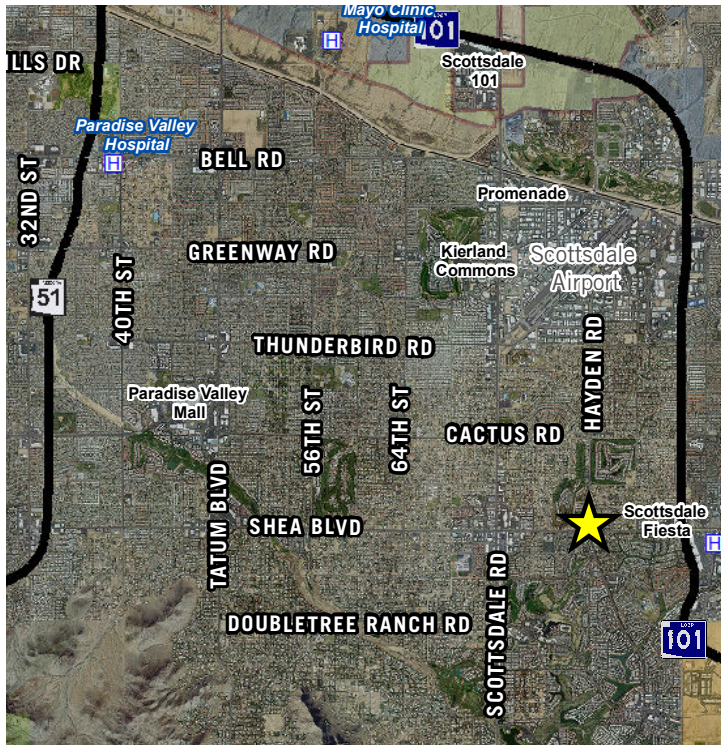 Mayo Clinic
Hospital
LOOP
101
ILLS DR
Scottsdale
101
H
Paradise Valley
Hospital
H
BELL RD
32ND ST
Promenade
GREENWAY RD
Kierland
Commons
Scottsdale
Airport
40TH ST
51
THUNDERBIRD RD
HAYDEN RD
Paradise Valley
Mall
56TH ST
64TH ST
CACTUS RD
TATUM BLVD
SHEA BLVD
Scottsdale
Fiesta
H
SCOTTSDALE RD
DOUBLETREE RANCH RD
LOOP
101